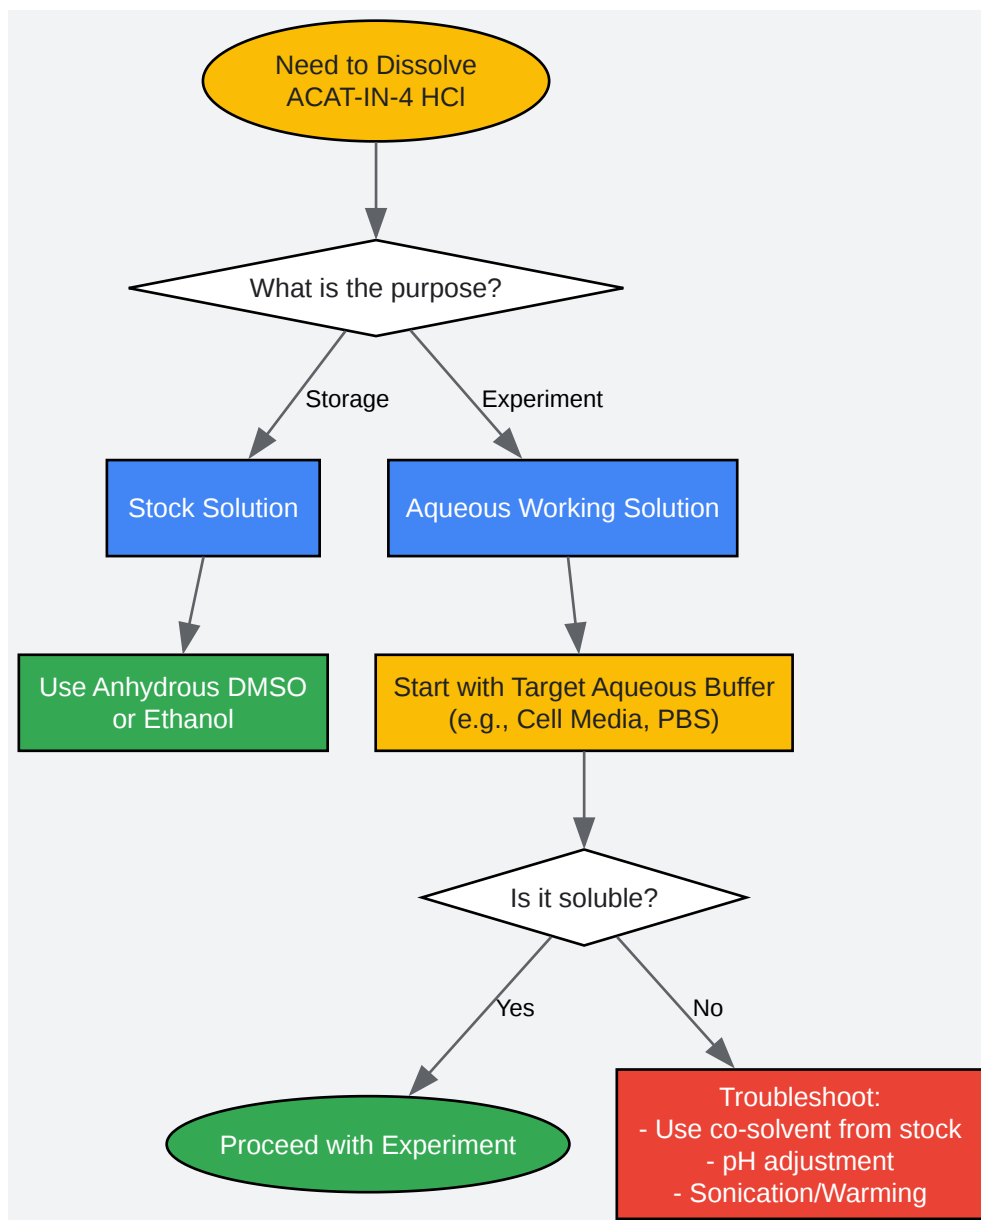 Need to Dissolve
ACAT-IN-4 HCl
What is the purpose?
Storage
Experiment
Stock Solution
Aqueous Working Solution
Use Anhydrous DMSO
or Ethanol
Start with Target Aqueous Buffer
(e.g., Cell Media, PBS)
Is it soluble?
Yes
No
Proceed with Experiment
Troubleshoot:
- Use co-solvent from stock
- pH adjustment
- Sonication/Warming